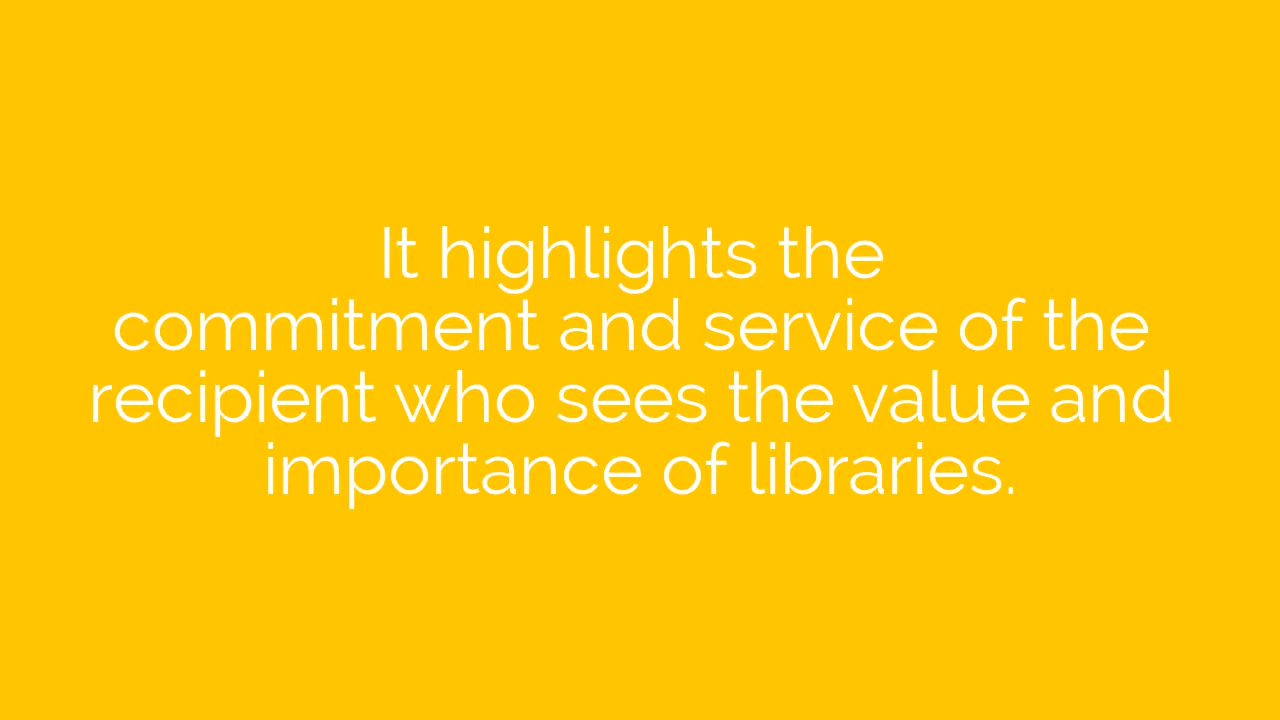 It highlights the
commitment and service of the
recipient who sees the value and
importance of libraries.